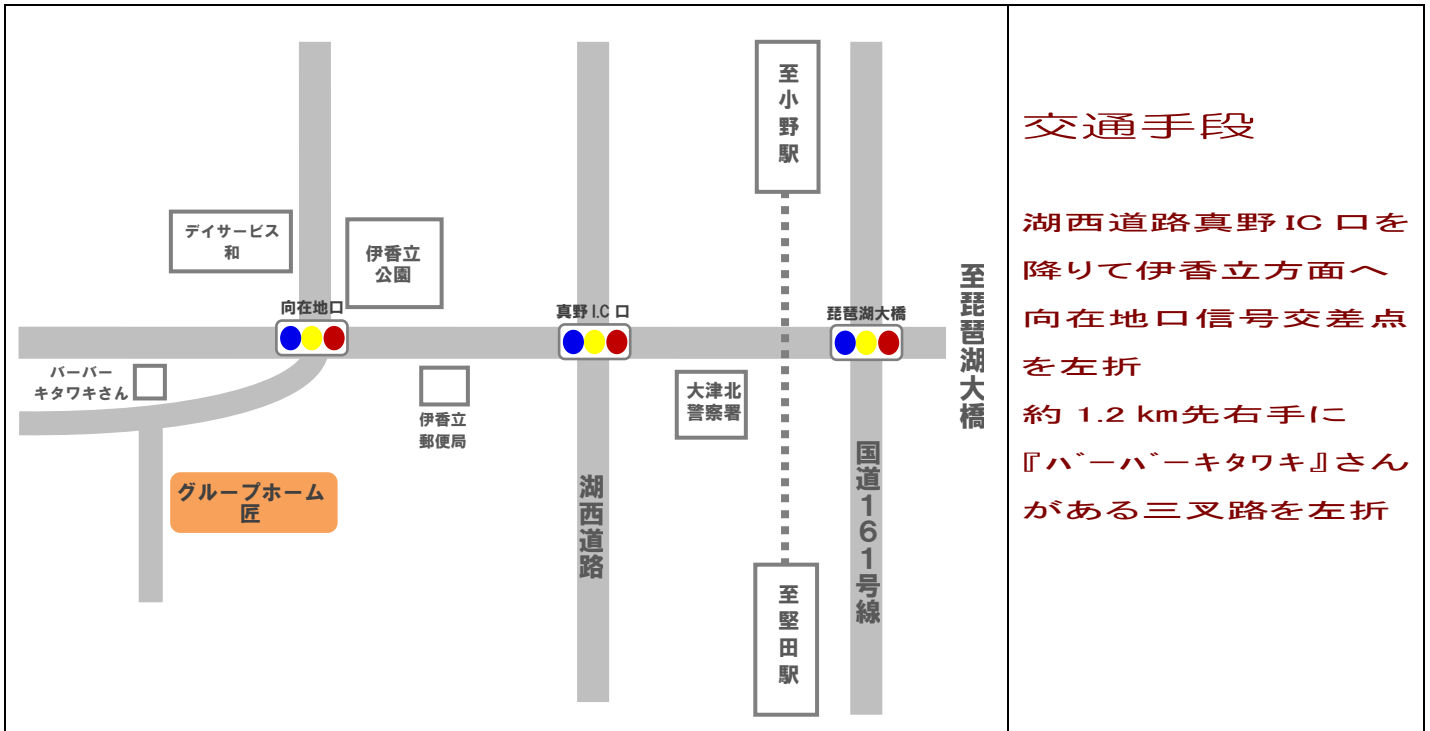 至小野駅
デイサービス
和
伊香立
公園
向在地口
真野 I.C 口
琵琶湖大橋
至琵琶湖大橋
バーバー
キタワキさん
伊香立
郵便局
大津北
警察署
グループホーム
匠
湖西道路
国道161号線
至堅田駅
交通手段
湖西道路真野 IC 口を
降りて伊香立方面へ
向在地口信号交差点
を左折
約 1.2 km先右手に
『ﾊﾞｰﾊﾞｰｷﾀﾜｷ』さん
がある三叉路を左折